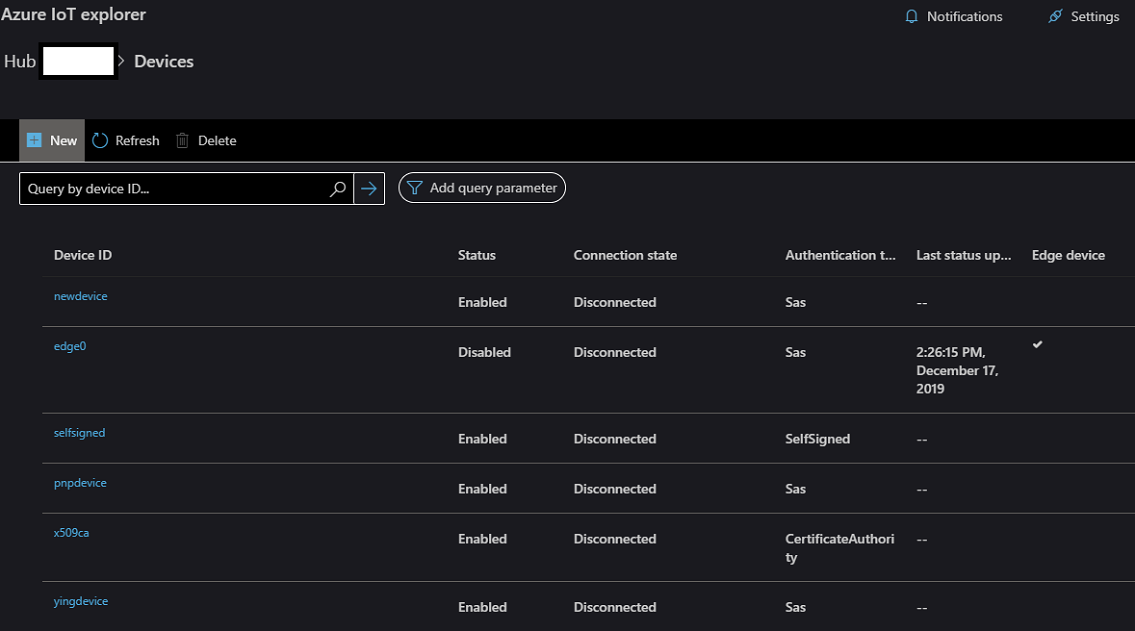 Azure IoT explorer
Notifications
Settings
Hub
Devices
New
Refresh
Delete
Query by device ID...
Add query parameter
Device ID Status Connection state Authentication t... Last status up... Edge device
newdevice Enabled Disconnected Sas --
edge0 Disabled Disconnected Sas 2:26:15 PM,
December 17,
2019
selfsigned Enabled Disconnected SelfSigned --
pnpdevice Enabled Disconnected Sas --
x509ca Enabled Disconnected CertificateAuthori --
ty
yingdevice Enabled Disconnected Sas --